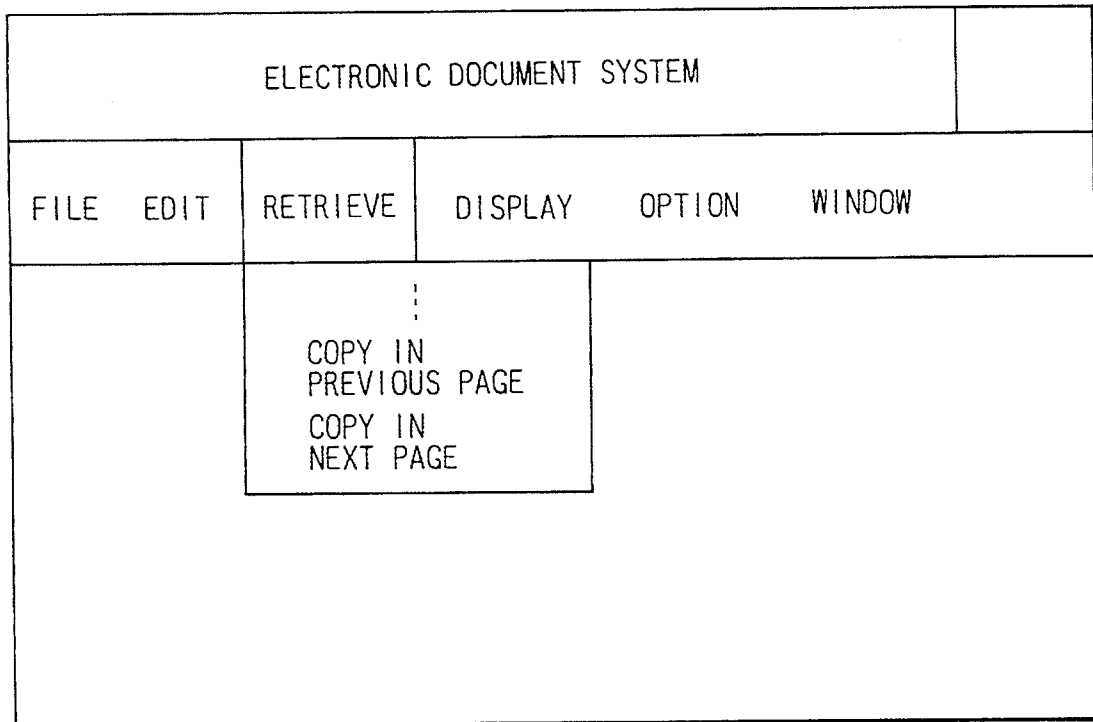 ELECTRONIC DOCUMENT SYSTEM
FILE EDIT RETRIEVE DISPLAY OPTION WINDOW
COPY IN
PREVIOUS PAGE
COPY IN
NEXT PAGE